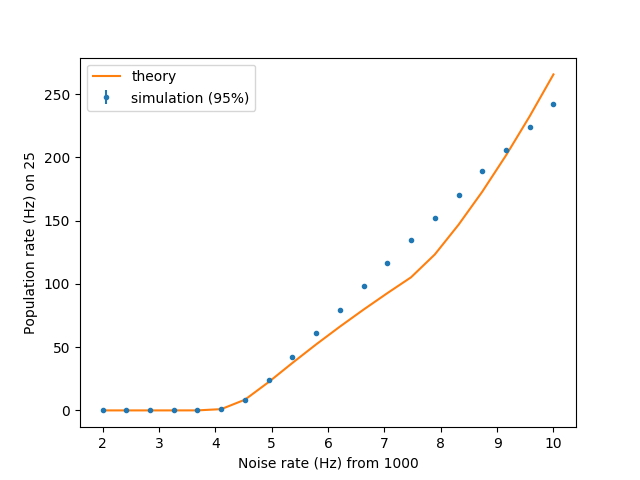 theory
simulation (95%)
250
200
150
100
50
0
Population rate (Hz) on 25
2 3 4 5 6 7 8 9 10
Noise rate (Hz) from 1000